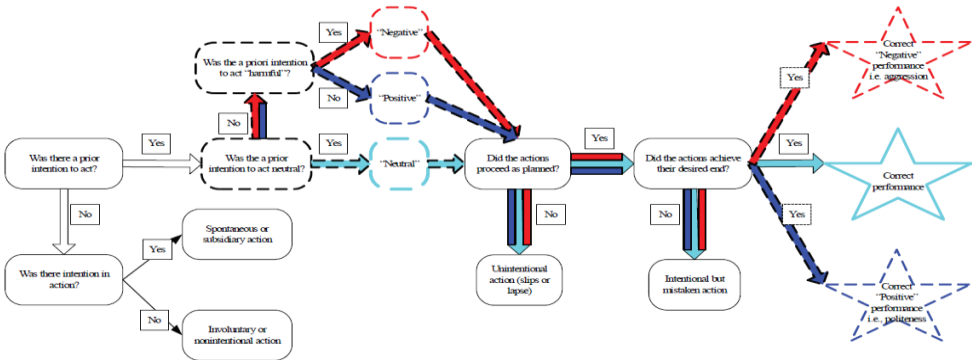 Was there a prior
intention to act?
Yes
No
Was there intention in
action?
Yes
No
Spontaneous or
subsidiary action
Involuntary or
nonintentional action
Was the a prior
intention to act neutral?
No
Yes
Was the a priori intention
to act “harmful”?
Yes
No
“Negative”
“Positive”
“Neutral”
Did the actions
proceed as planned?
Yes
No
Unintentional
action (slips or
lapse)
Did the actions achieve
their desired end?
No
Intentional but
mistaken action
Yes
Yes
Yes
Correct
“Negative”
performance
i.e. aggression
Correct
performance
Correct
“Positive”
performance
i.e., politeness